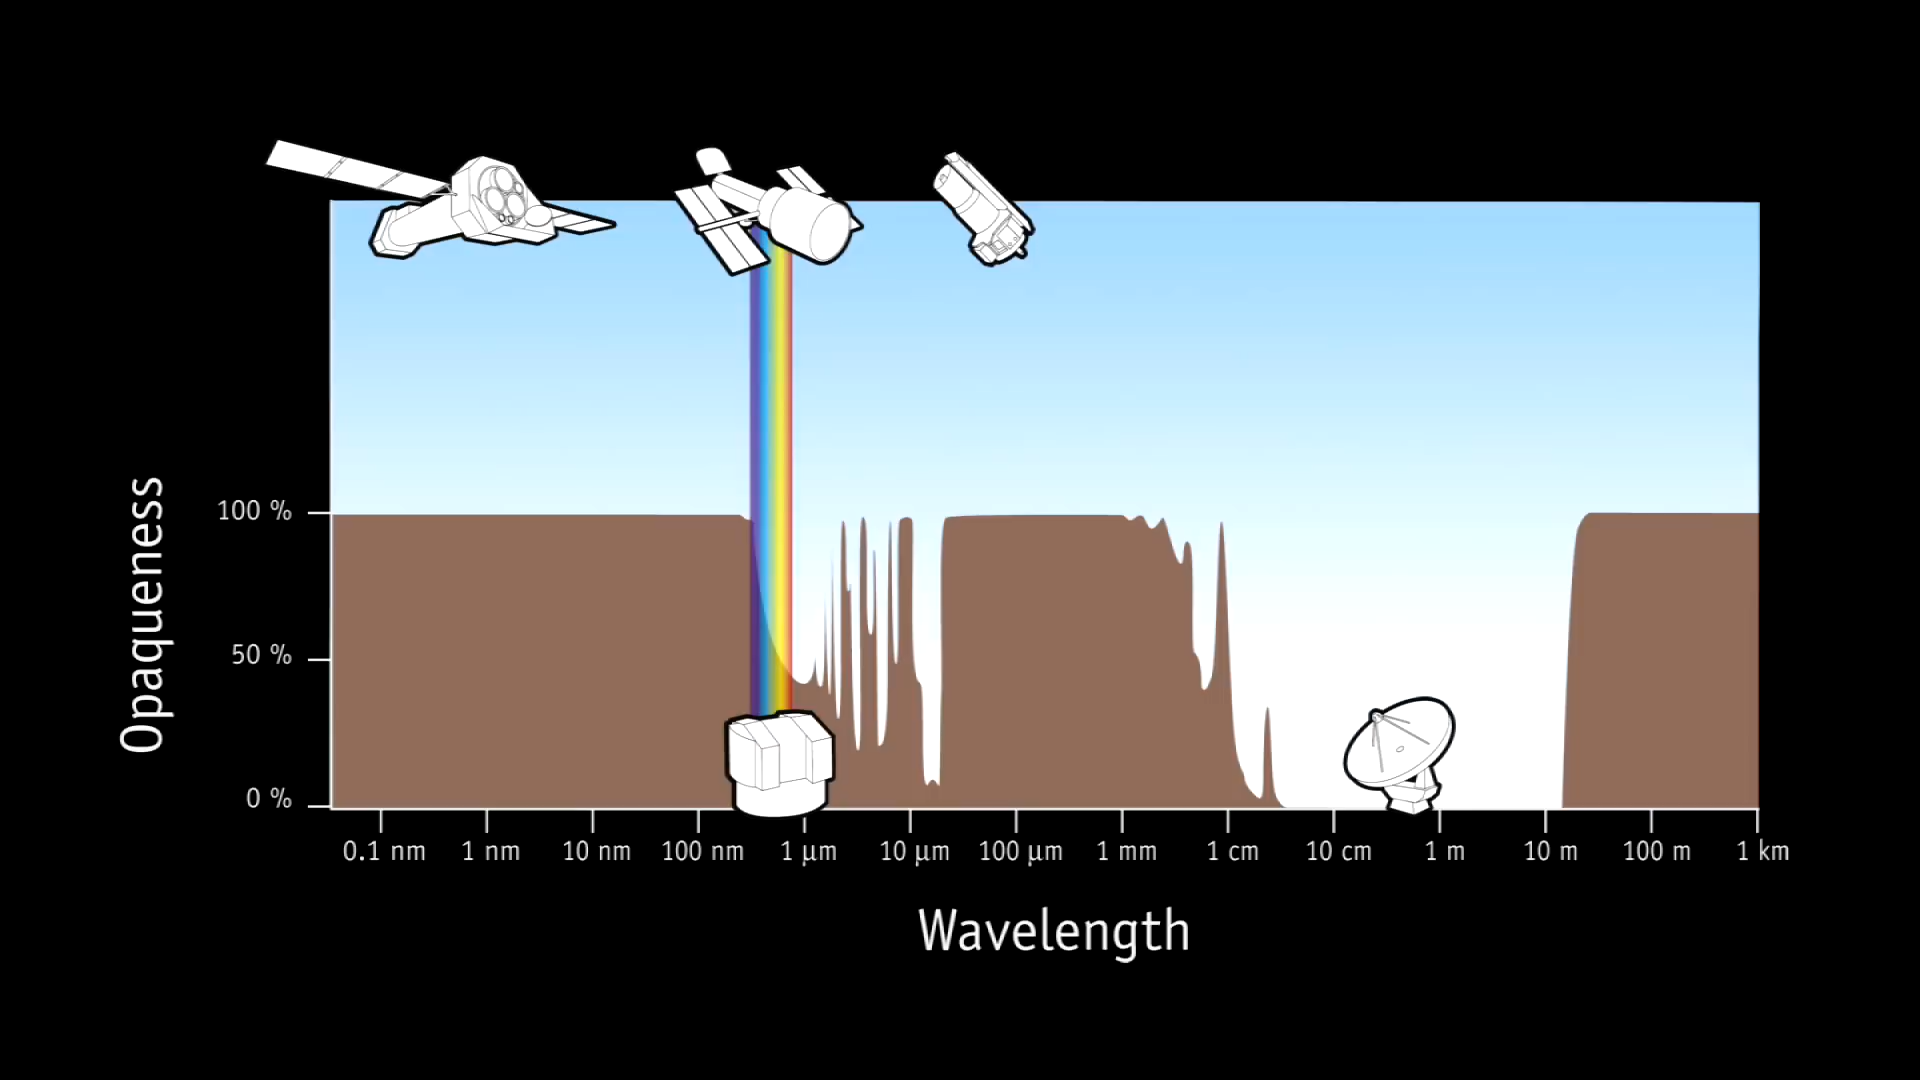 Opaqueness
100 %
50 %
0 %
0.1 nm 1 nm 10 nm 100 nm 1 µm 10 µm 100 µm 1 mm 1 cm 10 cm 1 m 10 m 100 m 1 km
Wavelength